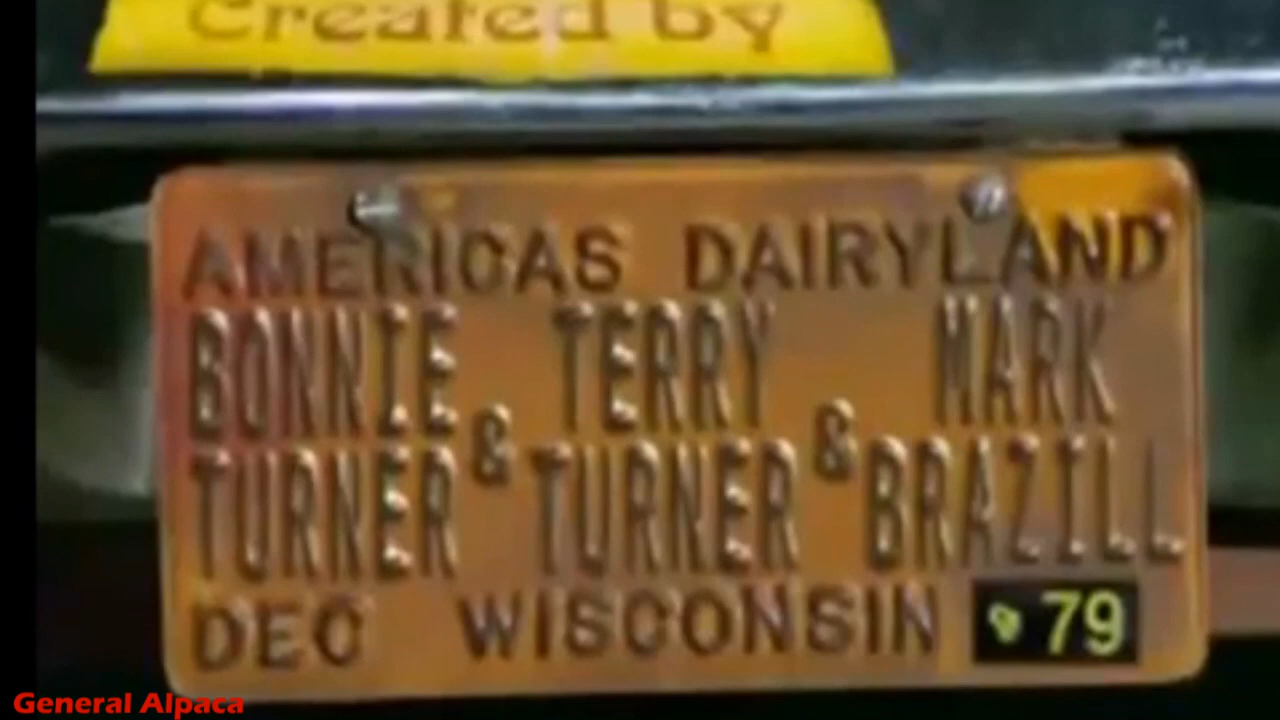 Created by
AMERICAS DAIRYLAND
BONNIE TERRY MARK
& &
TURNER TURNER BRAZILL
DEC WISCONSIN 79
General Alpaca